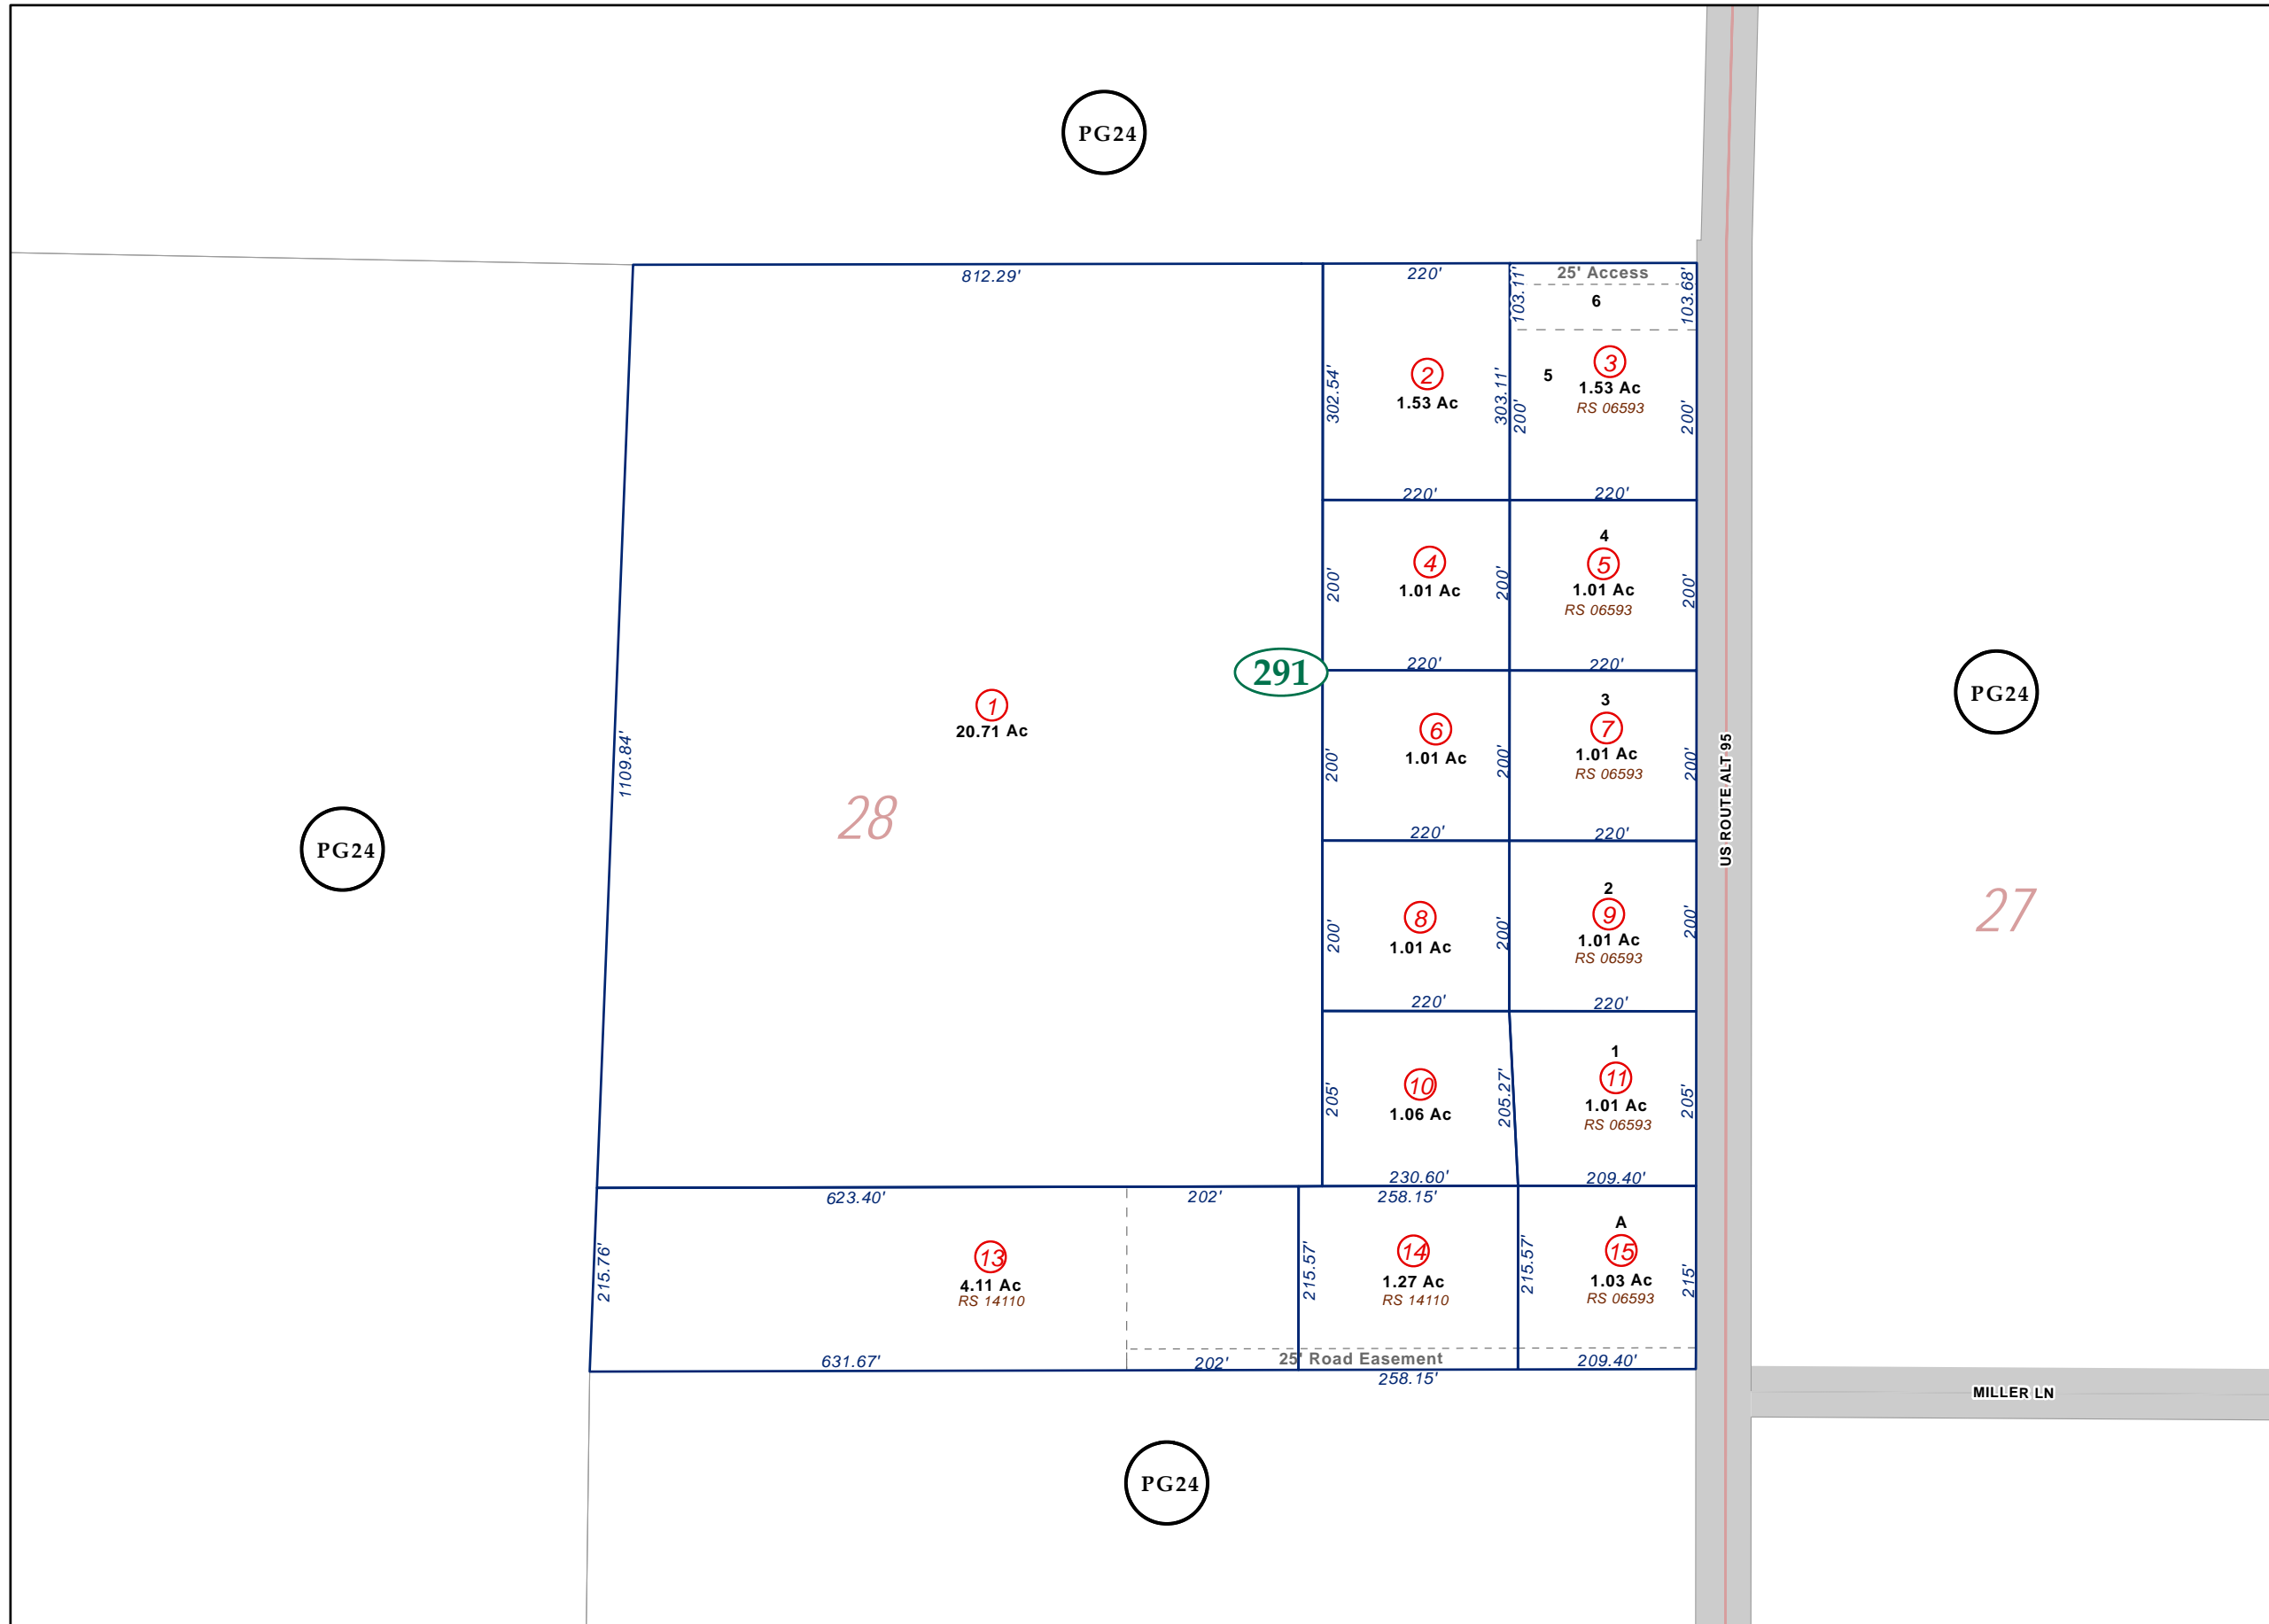 PG24
812.29'
220'
25' Access
103.11'
103.68'
6
2
1.53 Ac
302.54'
303.11'
5
3
1.53 Ac
RS 06593
200'
200'
220'
220'
4
4
1.01 Ac
200'
200'
5
1.01 Ac
RS 06593
200'
291
220'
220'
1
20.71 Ac
1109.84'
28
3
6
1.01 Ac
200'
200'
7
1.01 Ac
RS 06593
200'
US ROUTE ALT 95
PG24
PG24
27
220'
220'
2
8
1.01 Ac
200'
200'
9
1.01 Ac
RS 06593
200'
220'
220'
1
10
1.06 Ac
205'
205.27'
11
1.01 Ac
RS 06593
205'
230.60'
209.40'
623.40'
202'
258.15'
A
215.76'
13
4.11 Ac
RS 14110
215.57'
14
1.27 Ac
RS 14110
215.57'
15
1.03 Ac
RS 06593
215'
631.67'
202'
25' Road Easement
209.40'
258.15'
MILLER LN
PG24